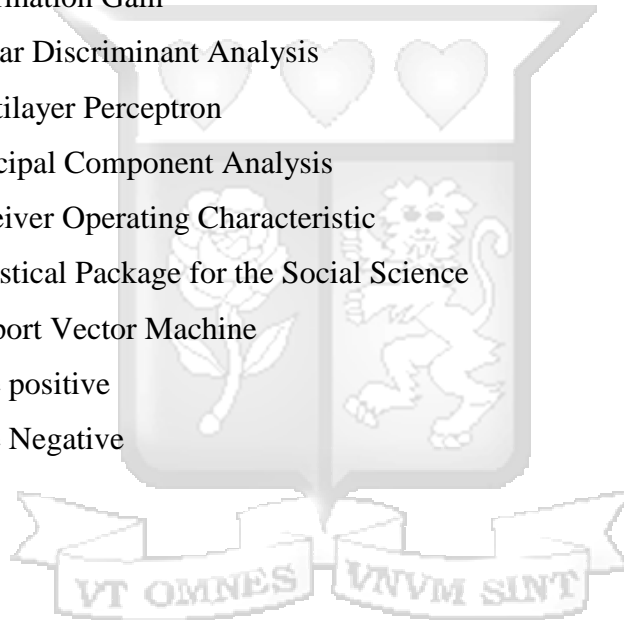 rmation Gain
ar Discriminant Analysis
tilayer Perceptron
cipal Component Analysis
eiver Operating Characteristic
stical Package for the Social Science
port Vector Machine
positive
Negative
VT OMNES VNVM SINT